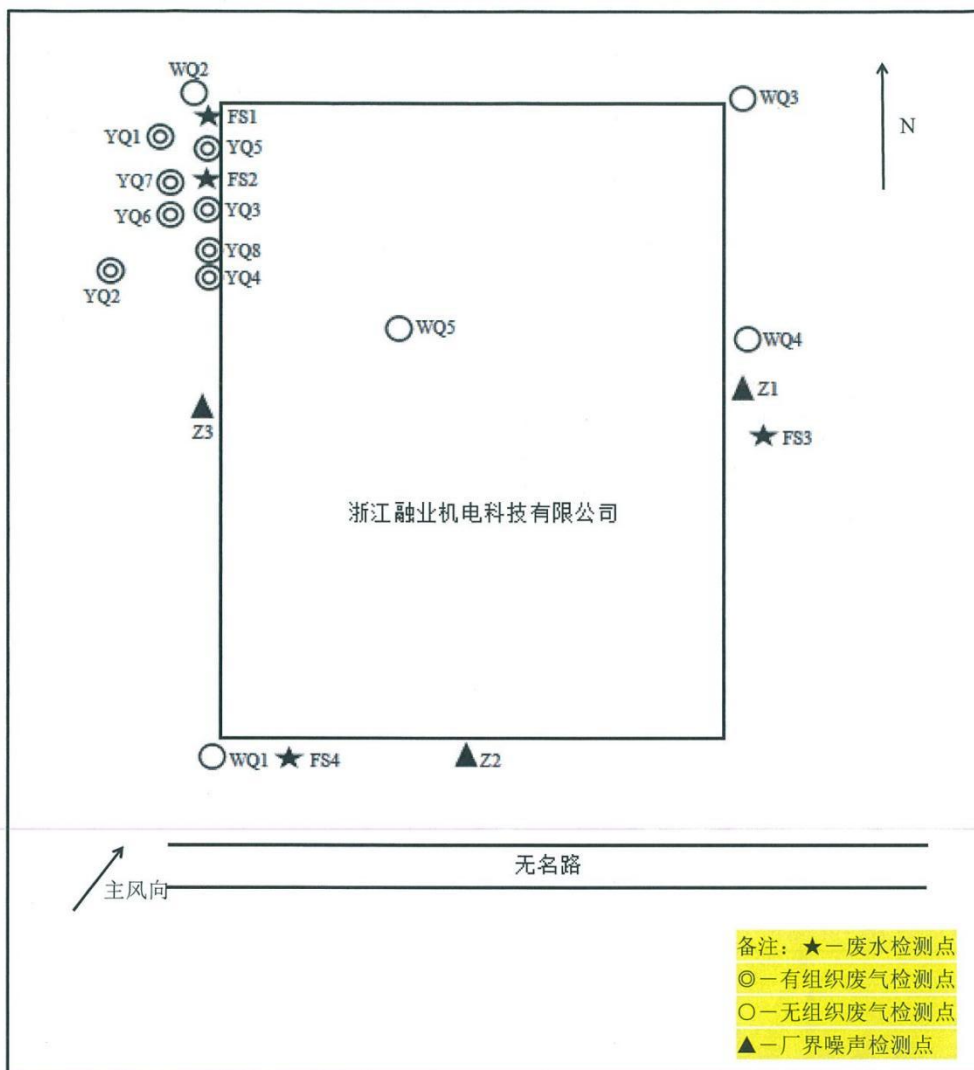 WQ2
WQ3
FS1
N
YQ1
YQ5
YQ7
FS2
YQ6
YQ3
YQ8
YQ4
YQ2
WQ5
WQ4
Z1
Z3
FS3
浙江融业机电科技有限公司
WQ1 ★ FS4
Z2
无名路
主风向
备注：★－废水检测点
◎－有组织废气检测点
○－无组织废气检测点
▲－厂界噪声检测点